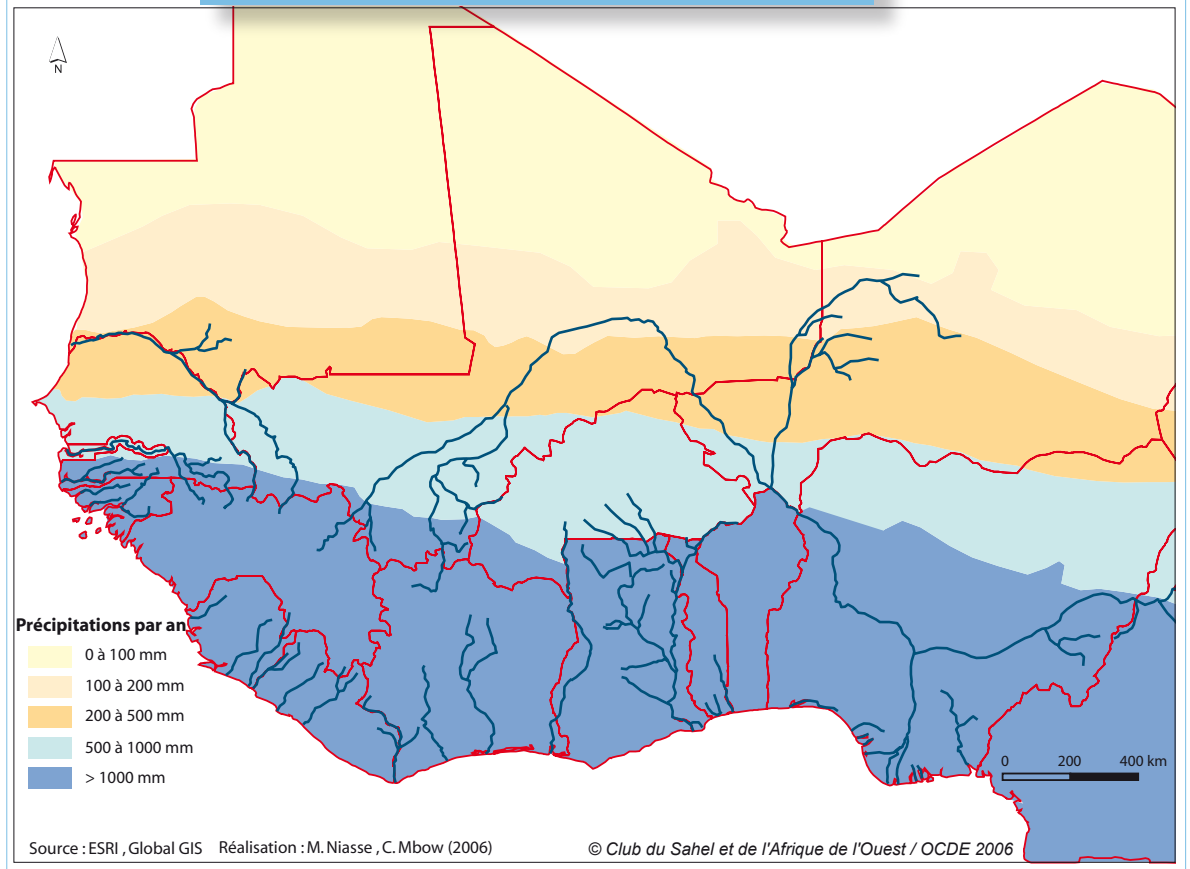 N
Précipitations par an
0 à 100 mm
100 à 200 mm
200 à 500 mm
500 à 1000 mm
> 1000 mm
0 200 400 km
Source : ESRI , Global GIS Réalisation : M. Niasse , C. Mbow (2006) © Club du Sahel et de l'Afrique de l'Ouest / OCDE 2006